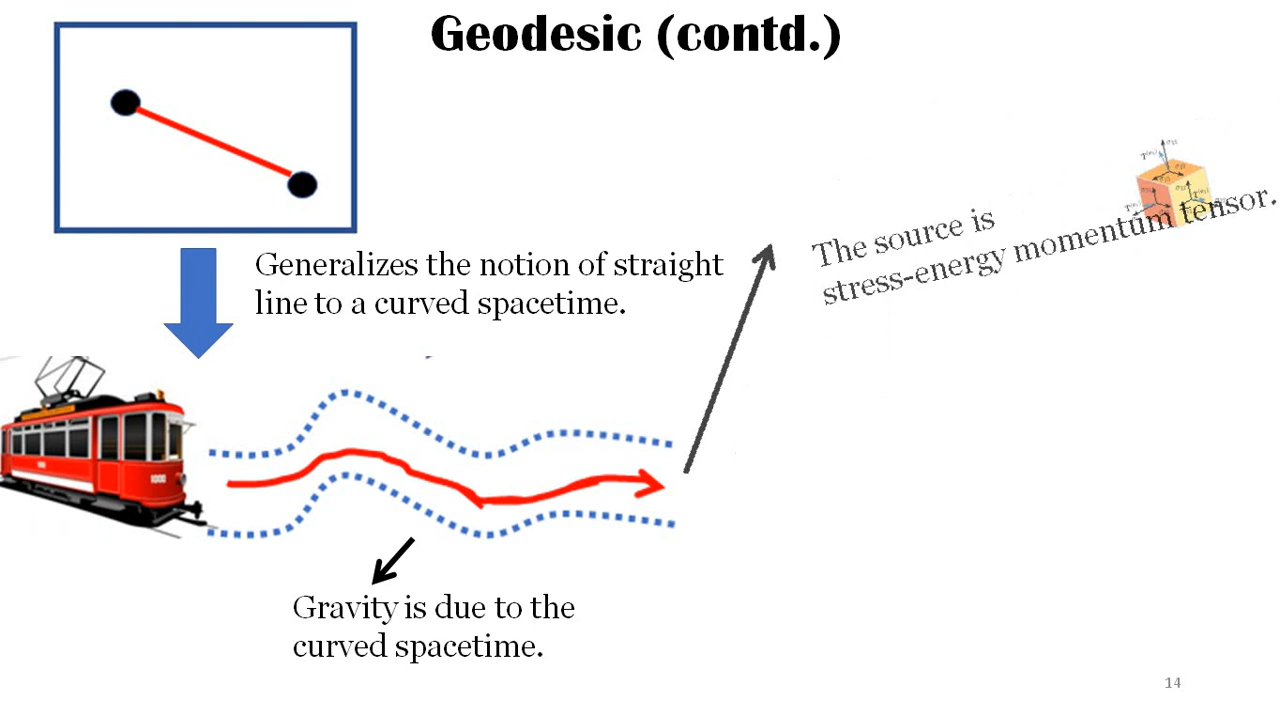 Geodesic (contd.)
Generalizes the notion of straight
line to a curved spacetime.
The source is
stress-energy momentum tensor.
1000
Gravity is due to the
curved spacetime.
14